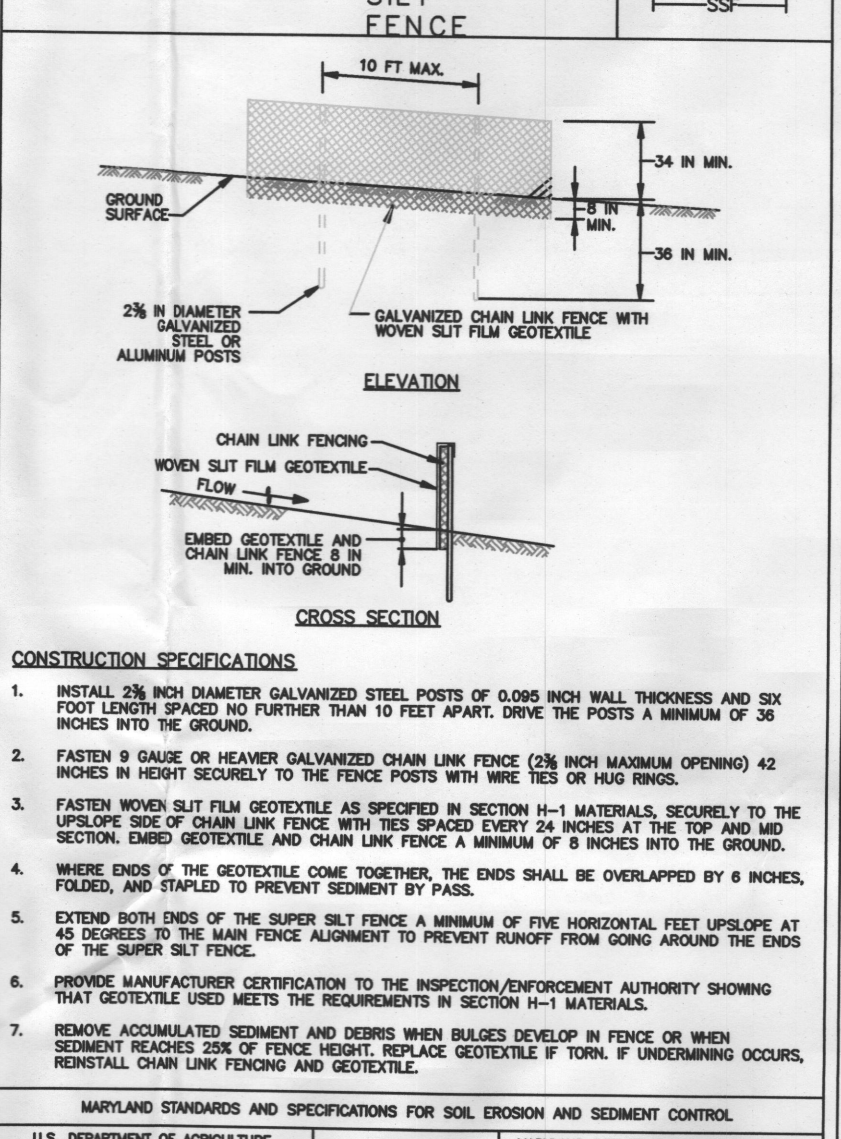 SILT
FENCE
SSF
10 FT MAX.
34 IN MIN.
GROUND
SURFACE
8 IN
MIN.
36 IN MIN.
2⅜ IN DIAMETER
GALVANIZED
STEEL OR
ALUMINUM POSTS
GALVANIZED CHAIN LINK FENCE WITH
WOVEN SLIT FILM GEOTEXTILE
ELEVATION
CHAIN LINK FENCING
WOVEN SLIT FILM GEOTEXTILE
FLOW
EMBED GEOTEXTILE AND
CHAIN LINK FENCE 8 IN
MIN. INTO GROUND
CROSS SECTION
CONSTRUCTION SPECIFICATIONS
1. INSTALL 2⅜ INCH DIAMETER GALVANIZED STEEL POSTS OF 0.095 INCH WALL THICKNESS AND SIX
FOOT LENGTH SPACED NO FURTHER THAN 10 FEET APART. DRIVE THE POSTS A MINIMUM OF 36
INCHES INTO THE GROUND.
2. FASTEN 9 GAUGE OR HEAVIER GALVANIZED CHAIN LINK FENCE (2⅜ INCH MAXIMUM OPENING) 42
INCHES IN HEIGHT SECURELY TO THE FENCE POSTS WITH WIRE TIES OR HUG RINGS.
3. FASTEN WOVEN SLIT FILM GEOTEXTILE AS SPECIFIED IN SECTION H-1 MATERIALS, SECURELY TO THE
UPSLOPE SIDE OF CHAIN LINK FENCE WITH TIES SPACED EVERY 24 INCHES AT THE TOP AND MID
SECTION. EMBED GEOTEXTILE AND CHAIN LINK FENCE A MINIMUM OF 8 INCHES INTO THE GROUND.
4. WHERE ENDS OF THE GEOTEXTILE COME TOGETHER, THE ENDS SHALL BE OVERLAPPED BY 6 INCHES,
FOLDED, AND STAPLED TO PREVENT SEDIMENT BY PASS.
5. EXTEND BOTH ENDS OF THE SUPER SILT FENCE A MINIMUM OF FIVE HORIZONTAL FEET UPSLOPE AT
45 DEGREES TO THE MAIN FENCE ALIGNMENT TO PREVENT RUNOFF FROM GOING AROUND THE ENDS
OF THE SUPER SILT FENCE.
6. PROVIDE MANUFACTURER CERTIFICATION TO THE INSPECTION/ENFORCEMENT AUTHORITY SHOWING
THAT GEOTEXTILE USED MEETS THE REQUIREMENTS IN SECTION H-1 MATERIALS.
7. REMOVE ACCUMULATED SEDIMENT AND DEBRIS WHEN BULGES DEVELOP IN FENCE OR WHEN
SEDIMENT REACHES 25% OF FENCE HEIGHT. REPLACE GEOTEXTILE IF TORN. IF UNDERMINING OCCURS,
REINSTALL CHAIN LINK FENCING AND GEOTEXTILE.
MARYLAND STANDARDS AND SPECIFICATIONS FOR SOIL EROSION AND SEDIMENT CONTROL
U.S. DEPARTMENT OF AGRICULTURE